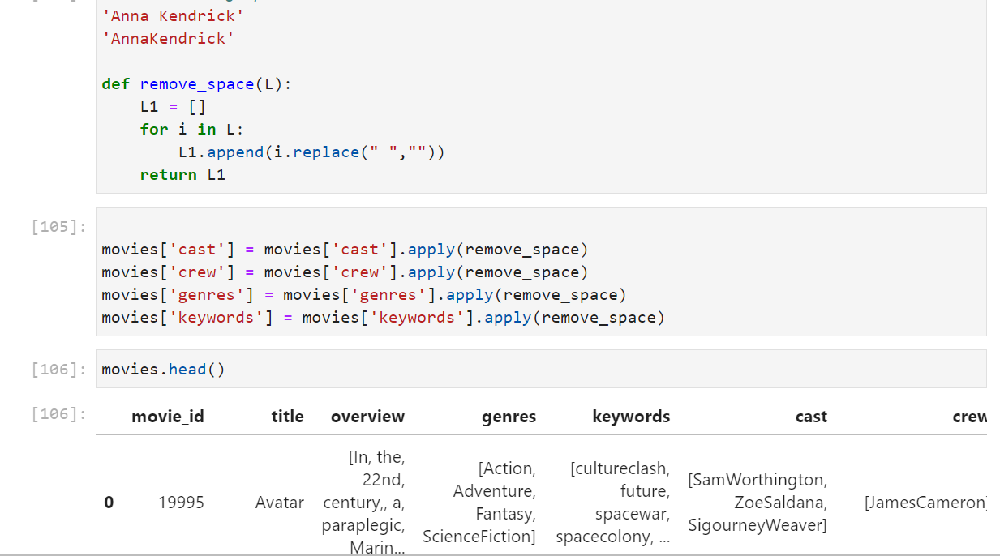 'Anna Kendrick'
'AnnaKendrick'
def remove_space(L):
    L1 = []
    for i in L:
        L1.append(i.replace(" ",""))
    return L1
[105]:
movies['cast'] = movies['cast'].apply(remove_space)
movies['crew'] = movies['crew'].apply(remove_space)
movies['genres'] = movies['genres'].apply(remove_space)
movies['keywords'] = movies['keywords'].apply(remove_space)
[106]: movies.head()
[106]: movie_id title overview genres keywords cast crew
0 19995 Avatar
[In, the,
22nd,
century,, a,
paraplegic,
Marin...
[Action,
Adventure,
Fantasy,
ScienceFiction]
[cultureclash,
future,
spacewar,
spacecolony, ...
[SamWorthington,
ZoeSaldana,
SigourneyWeaver]
[JamesCameron]